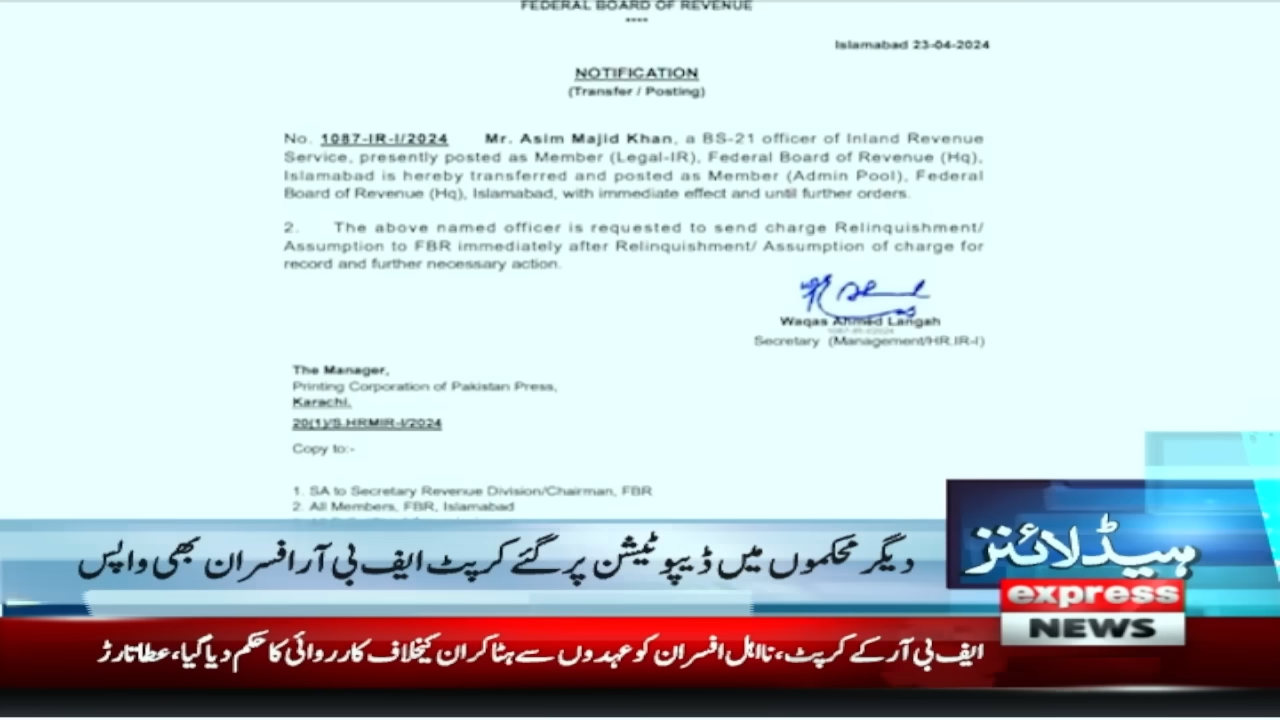 FEDERAL BOARD OF REVENUE
****
Islamabad 23-04-2024
NOTIFICATION
(Transfer / Posting)
No. 1087-IR-I/2024 Mr. Asim Majid Khan, a BS-21 officer of Inland Revenue
Service, presently posted as Member (Legal-IR), Federal Board of Revenue (Hq),
Islamabad is hereby transferred and posted as Member (Admin Pool), Federal
Board of Revenue (Hq), Islamabad, with immediate effect and until further orders.
2. The above named officer is requested to send charge Relinquishment/
Assumption to FBR immediately after Relinquishment/ Assumption of charge for
record and further necessary action.
Waqas Ahmed Langah
Secretary (Management/HR.IR-I)
The Manager,
Printing Corporation of Pakistan Press,
Karachi.
20(1)/S.HRMIR-I/2024
Copy to:-
1. SA to Secretary Revenue Division/Chairman, FBR
2. All Members, FBR, Islamabad
ہیڈلائنز
دیگر محکموں میں ڈیپوٹیشن پر گئے کرپٹ ایف بی آر افسران بھی واپس
express
NEWS
ایف بی آر کے کرپٹ، نااہل افسران کو عہدوں سے ہٹا کر ان کیخلاف کارروائی کا حکم دیا گیا، عطا تارڑ